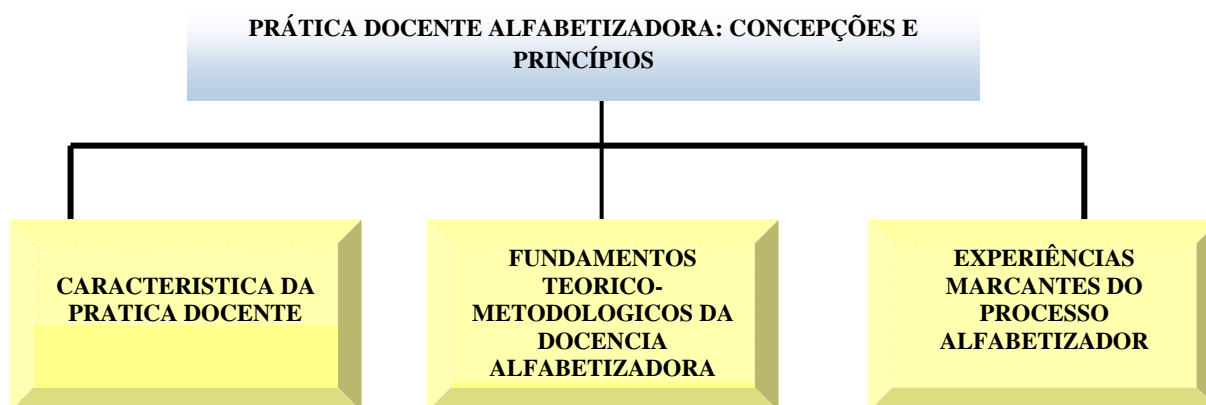 PRÁTICA DOCENTE ALFABETIZADORA: CONCEPÇÕES E
PRINCÍPIOS
CARACTERISTICA DA
PRATICA DOCENTE
FUNDAMENTOS
TEORICO-
METODOLOGICOS DA
DOCENCIA
ALFABETIZADORA
EXPERIÊNCIAS
MARCANTES DO
PROCESSO
ALFABETIZADOR